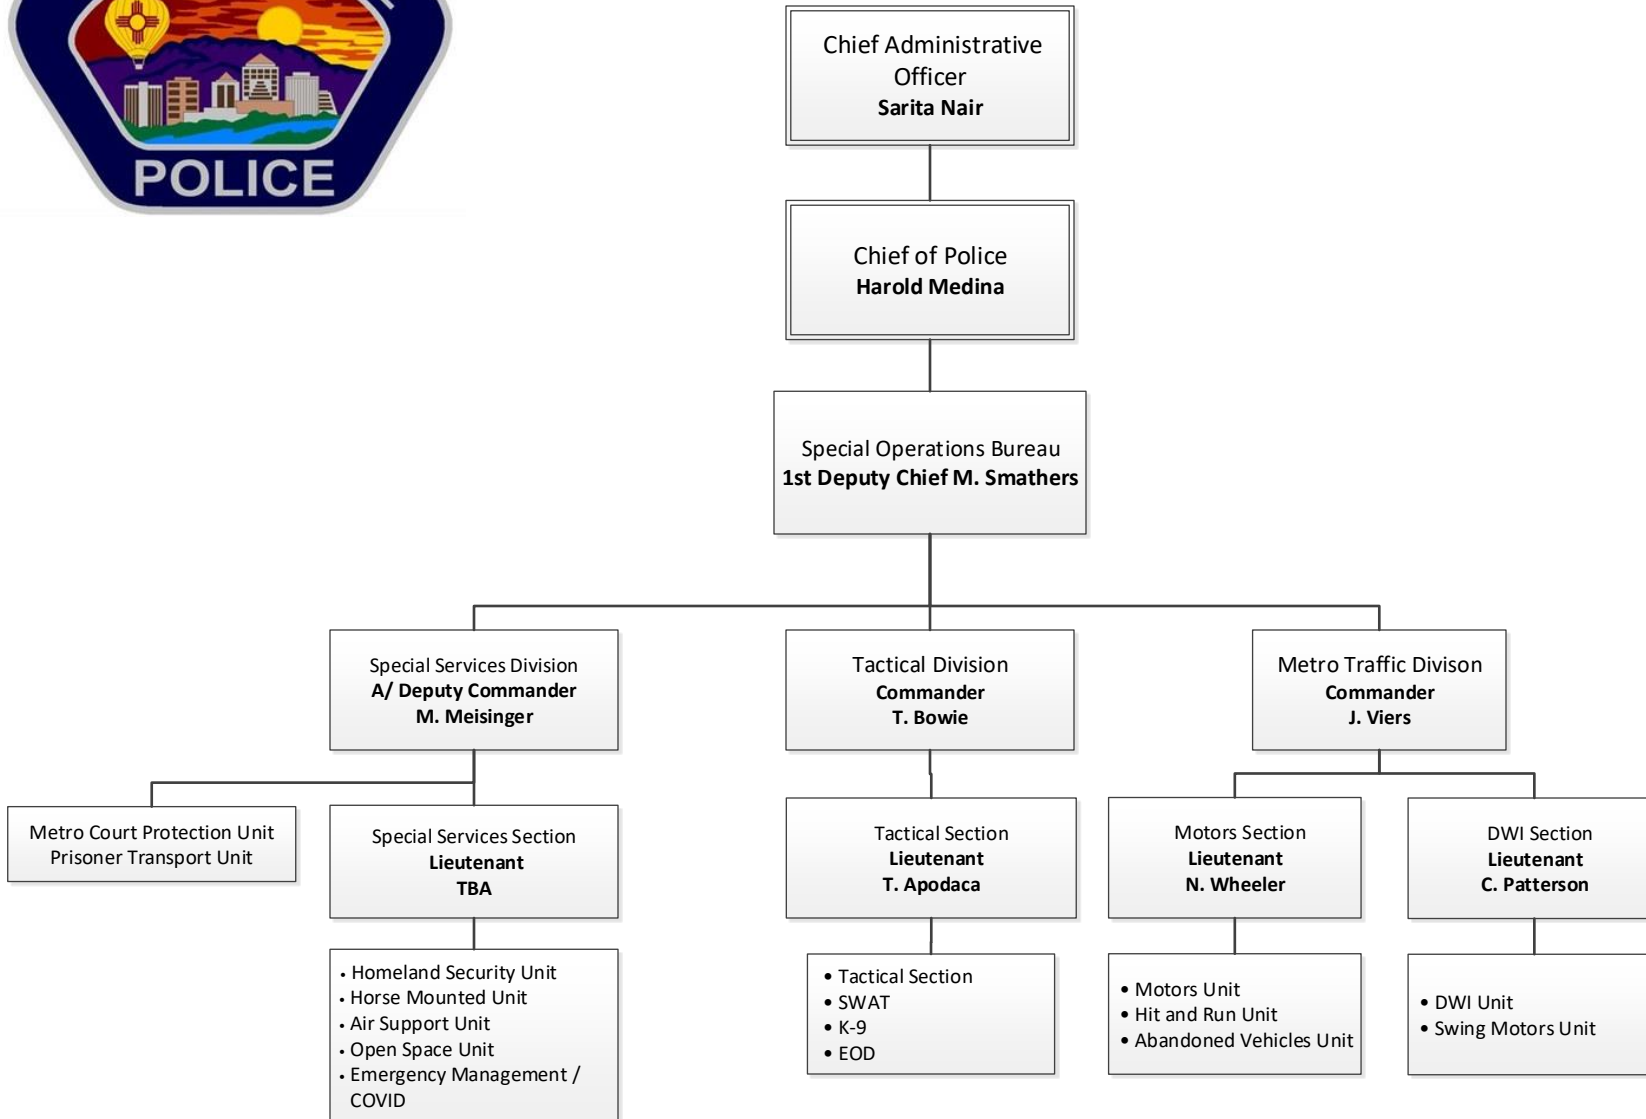 POLICE
Chief Administrative
Officer
Sarita Nair
Chief of Police
Harold Medina
Special Operations Bureau
1st Deputy Chief M. Smathers
Special Services Division
A/ Deputy Commander
M. Meisinger
Tactical Division
Commander
T. Bowie
Metro Traffic Divison
Commander
J. Viers
Metro Court Protection Unit
Prisoner Transport Unit
Special Services Section
Lieutenant
TBA
Tactical Section
Lieutenant
T. Apodaca
Motors Section
Lieutenant
N. Wheeler
DWI Section
Lieutenant
C. Patterson
• Homeland Security Unit
• Horse Mounted Unit
• Air Support Unit
• Open Space Unit
• Emergency Management /
COVID
• Tactical Section
• SWAT
• K-9
• EOD
• Motors Unit
• Hit and Run Unit
• Abandoned Vehicles Unit
• DWI Unit
• Swing Motors Unit